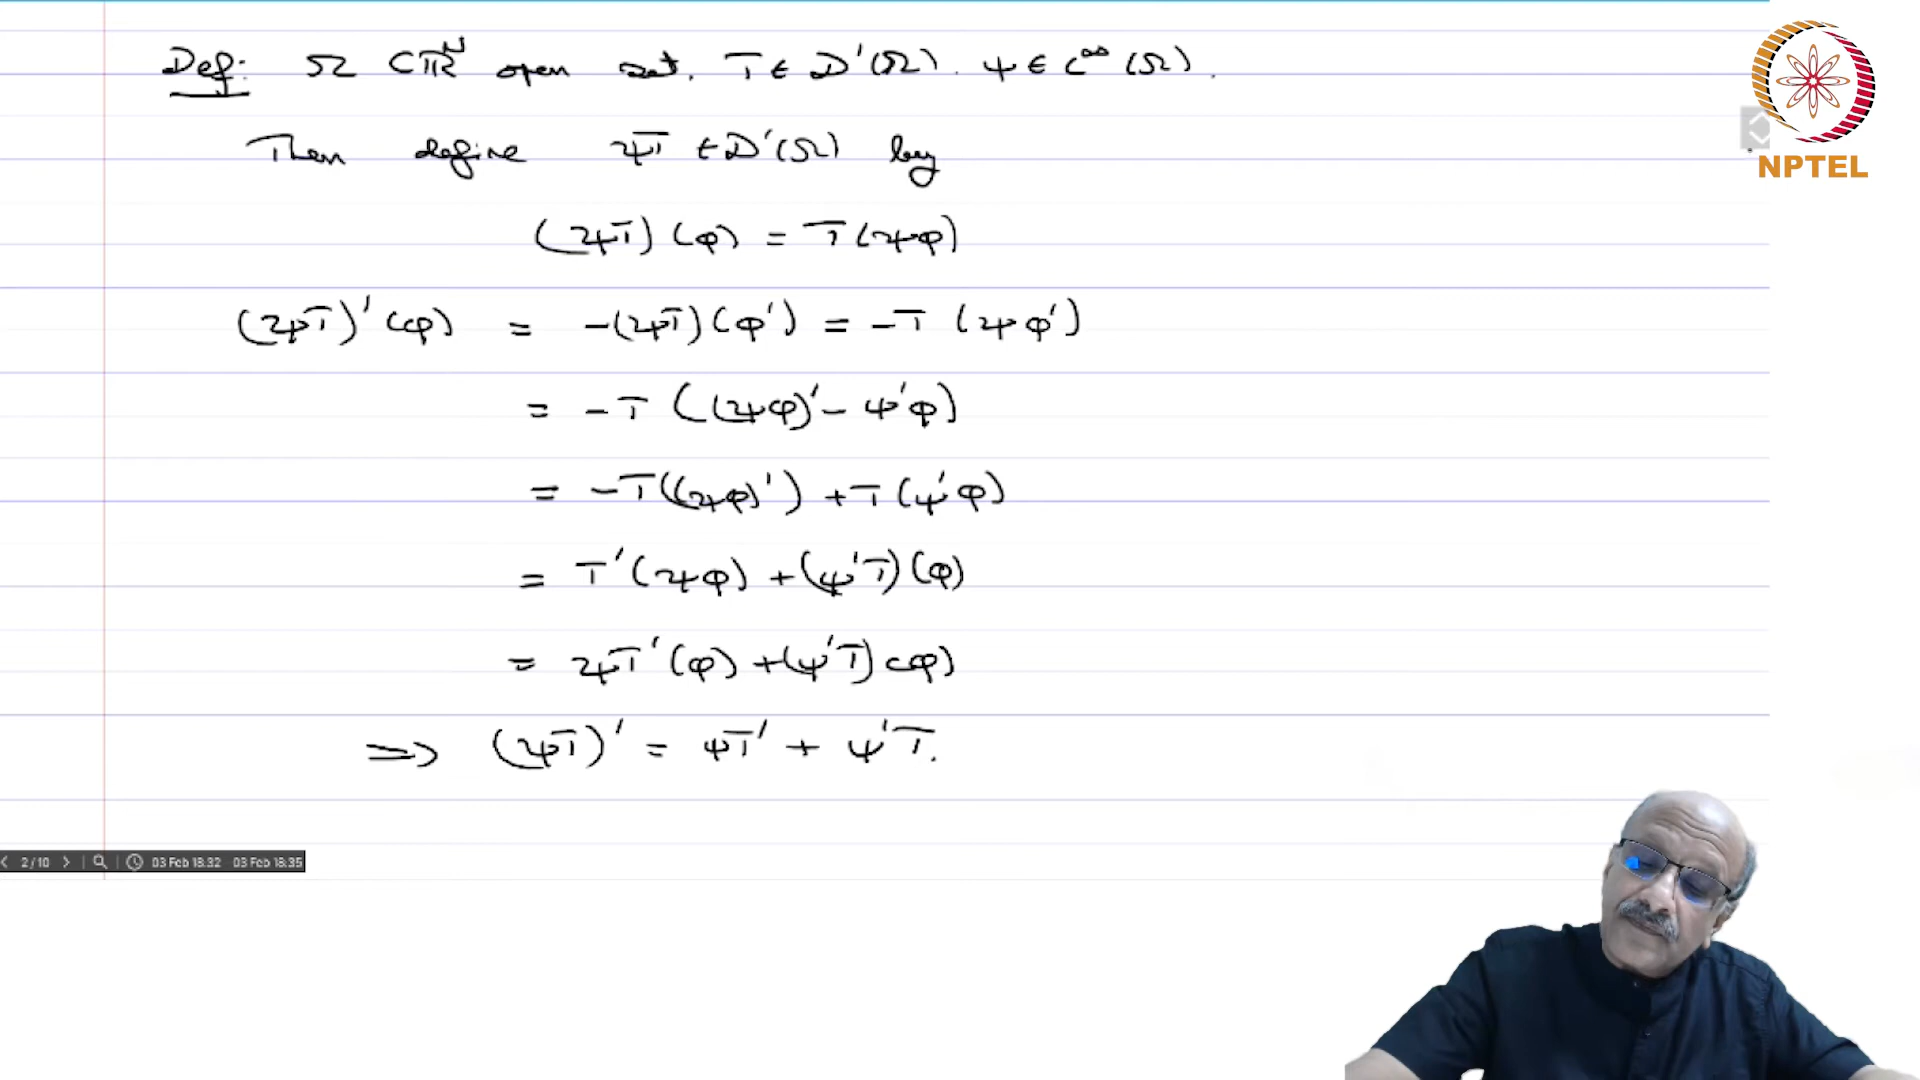 Def: Ω ⊂ ℝᴺ open set. T ∈ D'(Ω). ψ ∈ C^∞(Ω).
Then define ψT ∈ D'(Ω) by
(ψT)(φ) = T(ψφ)
(ψT)'(φ) = -(ψT)(φ') = -T(ψφ')
= -T((ψφ)' - ψ'φ)
= -T((ψφ)') + T(ψ'φ)
= T'(ψφ) + (ψ'T)(φ)
= ψT'(φ) + (ψ'T)(φ)
⟹ (ψT)' = ψT' + ψ'T.
NPTEL
2/10 03 Feb 18:32 03 Feb 18:35